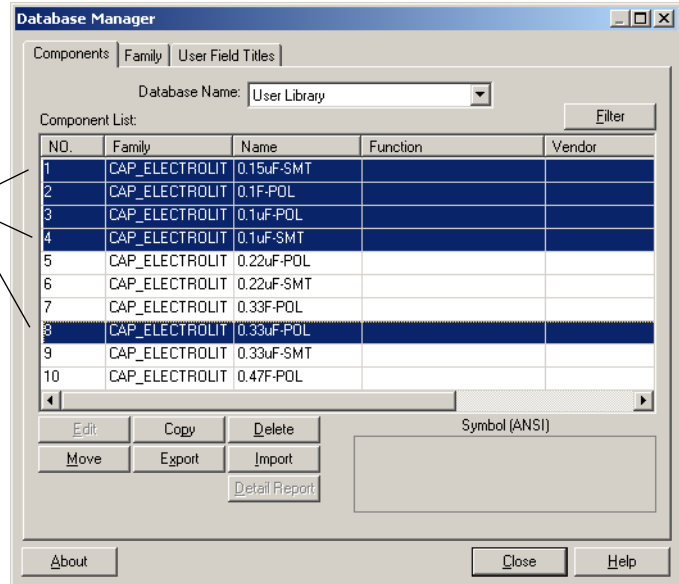 Database Manager
Components Family User Field Titles
Database Name: User Library
Component List: Filter
NO. Family Name Function Vendor
1 CAP_ELECTROLIT 0.15uF-SMT
2 CAP_ELECTROLIT 0.1F-POL
3 CAP_ELECTROLIT 0.1uF-POL
4 CAP_ELECTROLIT 0.1uF-SMT
5 CAP_ELECTROLIT 0.22uF-POL
6 CAP_ELECTROLIT 0.22uF-SMT
7 CAP_ELECTROLIT 0.33F-POL
8 CAP_ELECTROLIT 0.33uF-POL
9 CAP_ELECTROLIT 0.33uF-SMT
10 CAP_ELECTROLIT 0.47F-POL
Edit Copy Delete Symbol (ANSI)
Move Export Import
Detail Report
About Close Help